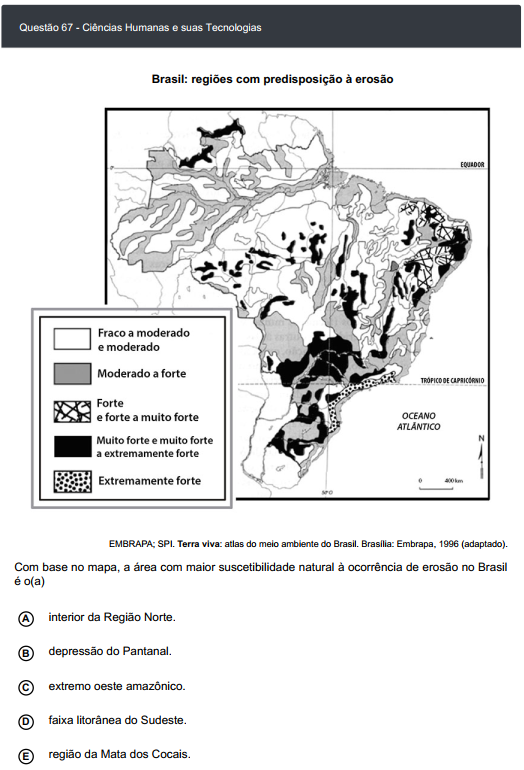 Questão 67 - Ciências Humanas e suas Tecnologias
Brasil: regiões com predisposição à erosão
EQUADOR
TRÓPICO DE CAPRICÓRNIO
OCEANO
ATLÂNTICO
N
0 400 km
50º O
Fraco a moderado
e moderado
Moderado a forte
Forte
e forte a muito forte
Muito forte e muito forte
a extremamente forte
Extremamente forte
EMBRAPA; SPI. Terra viva: atlas do meio ambiente do Brasil. Brasília: Embrapa, 1996 (adaptado).
Com base no mapa, a área com maior suscetibilidade natural à ocorrência de erosão no Brasil
é o(a)
A interior da Região Norte.
B depressão do Pantanal.
C extremo oeste amazônico.
D faixa litorânea do Sudeste.
E região da Mata dos Cocais.